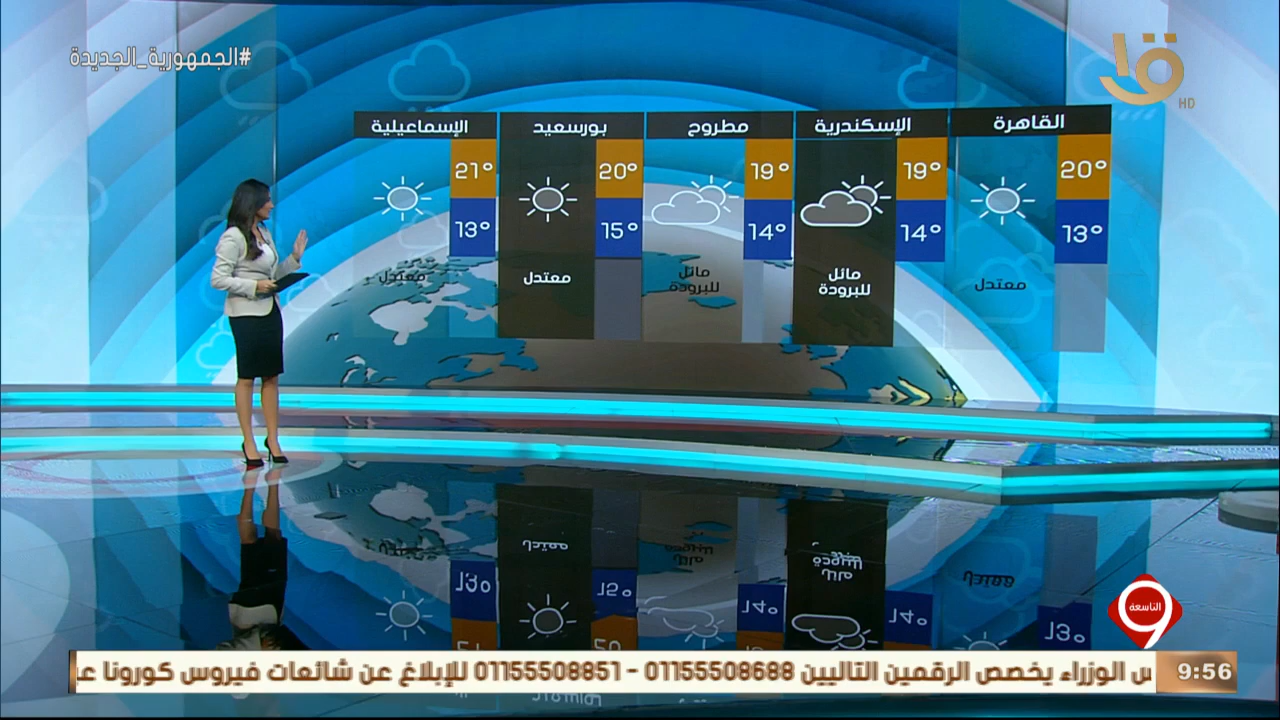 #الجمهورية_الجديدة
HD
القاهرة
20°
13°
معتدل
الإسكندرية
19°
14°
مائل
للبرودة
مطروح
19°
14°
مائل
للبرودة
بورسعيد
20°
15°
معتدل
الإسماعيلية
21°
13°
معتدل
التاسعة
9
س الوزراء يخصص الرقمين التاليين 01155508688 - 01155508851 للإبلاغ عن شائعات فيروس كورونا ع
9:56